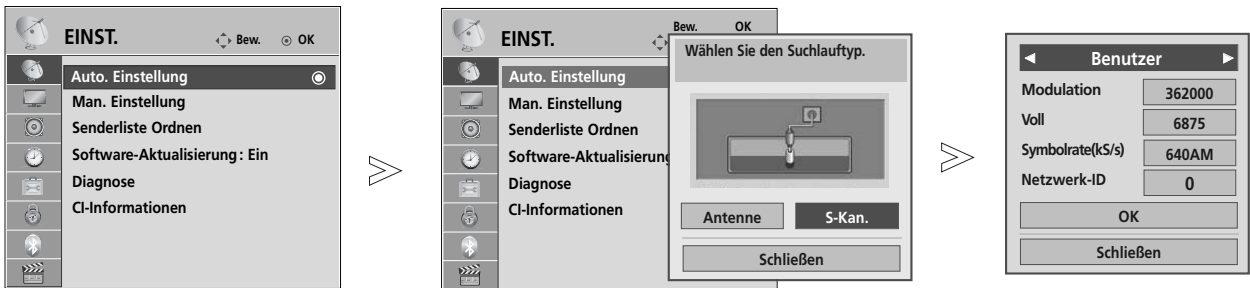 EINST.
Bew. OK
Auto. Einstellung
Man. Einstellung
Senderliste Ordnen
Software-Aktualisierung : Ein
Diagnose
CI-Informationen
EINST.
Bew. OK
Auto. Einstellung
Man. Einstellung
Senderliste Ordnen
Software-Aktualisierung
Diagnose
CI-Informationen
Wählen Sie den Suchlauftyp.
Antenne S-Kan.
Schließen
Benutzer
Modulation 362000
Voll 6875
Symbolrate(kS/s) 640AM
Netzwerk-ID 0
OK
Schließen